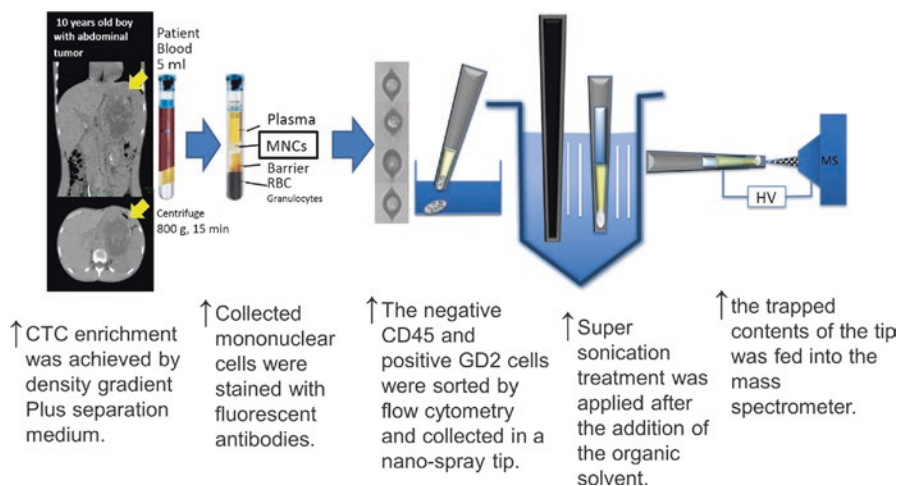 10 years old boy
with abdominal
tumor
Patient
Blood
5 ml
Centrifuge
800 g, 15 min
Plasma
MNCs
Barrier
RBC
Granulocytes
HV
MS
↑ CTC enrichment
was achieved by
density gradient
Plus separation
medium.
↑ Collected
mononuclear
cells were
stained with
fluorescent
antibodies.
↑ The negative
CD45 and
positive GD2 cells
were sorted by
flow cytometry
and collected in a
nano-spray tip.
↑ Super
sonication
treatment was
applied after
the addition of
the organic
solvent.
↑ the trapped
contents of the tip
was fed into the
mass
spectrometer.